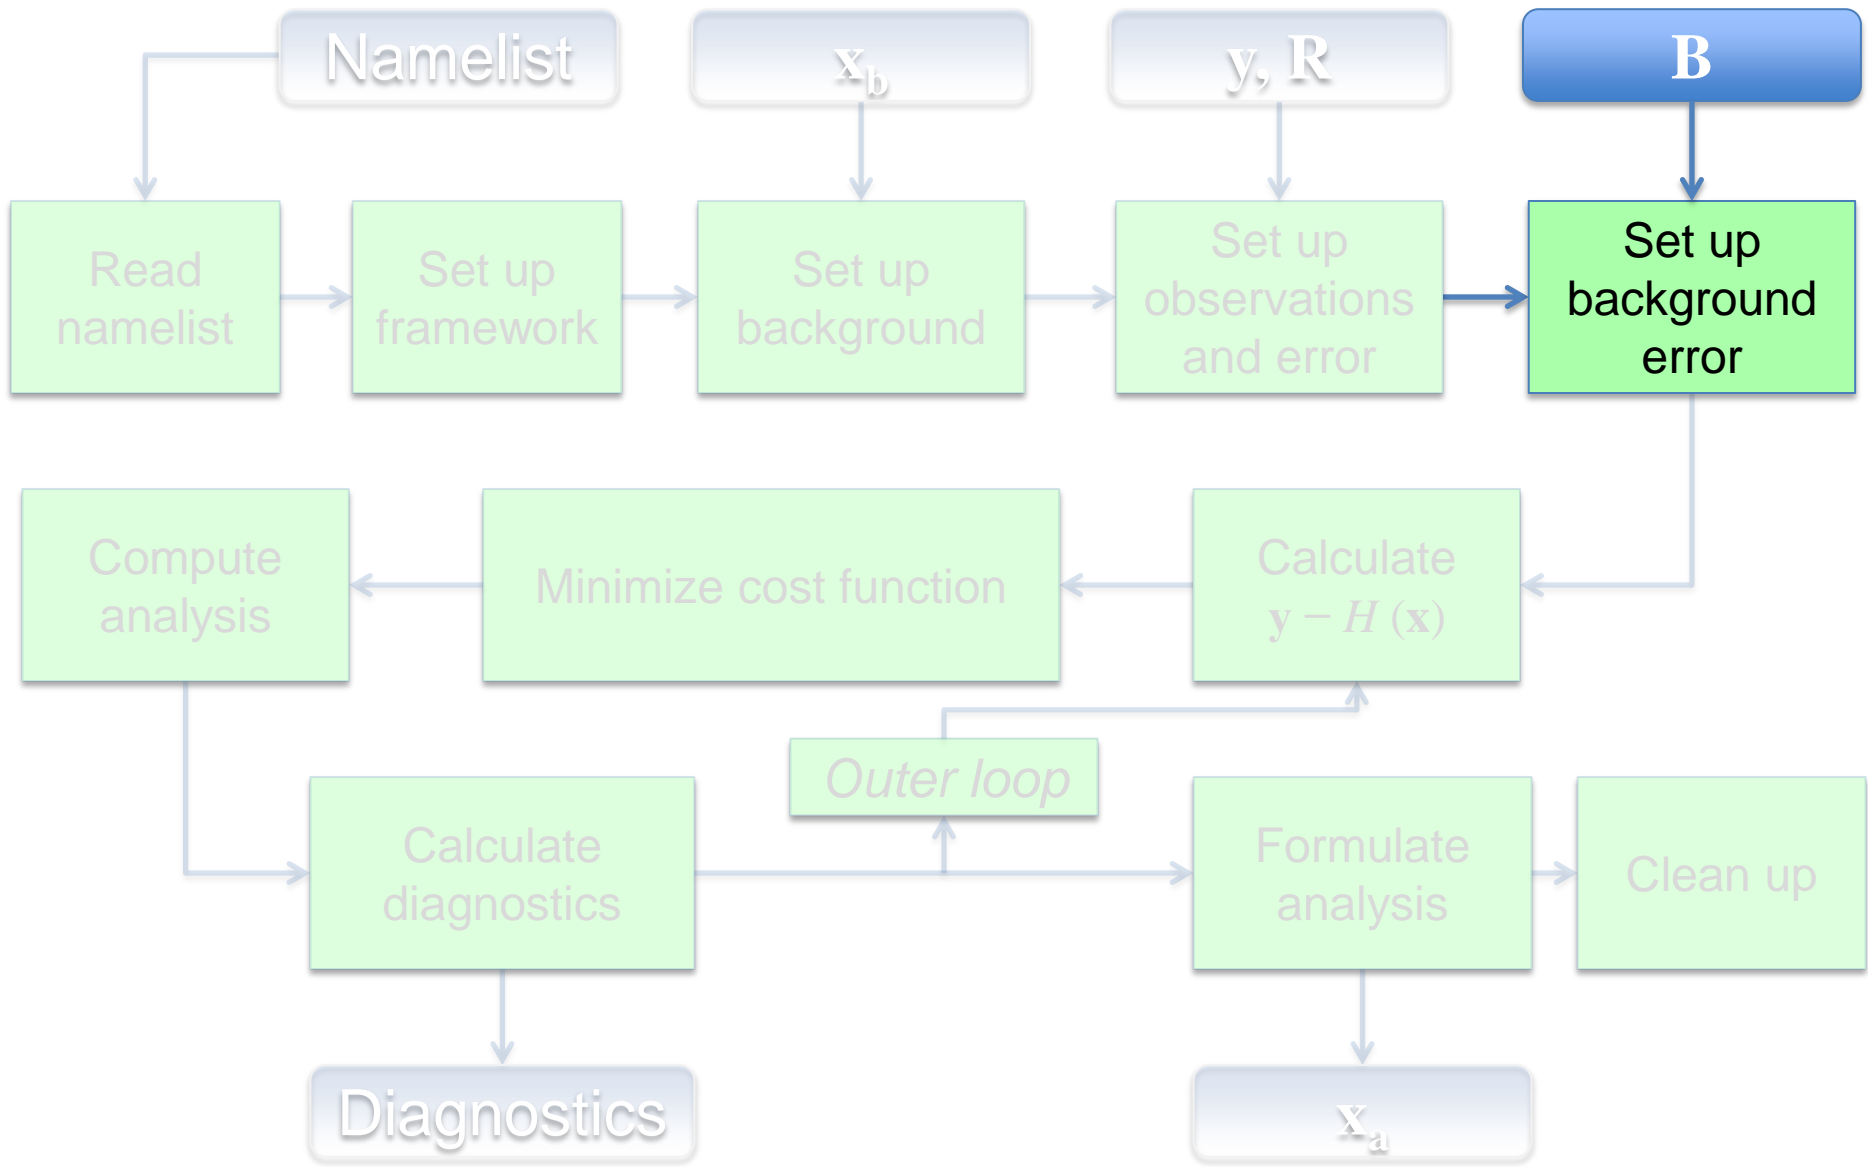 Namelist
x_b
y, R
B
Read
namelist
Set up
framework
Set up
background
Set up
observations
and error
Set up
background
error
Compute
analysis
Minimize cost function
Calculate
y − H (x)
Outer loop
Calculate
diagnostics
Formulate
analysis
Clean up
Diagnostics
x_a